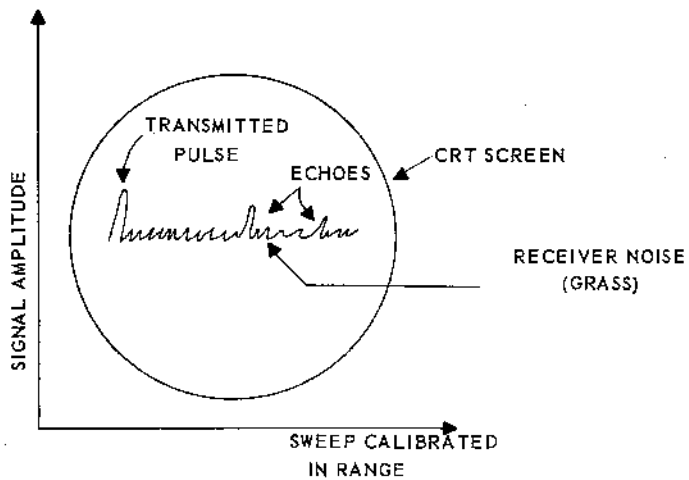 TRANSMITTED
PULSE
ECHOES
CRT SCREEN
SIGNAL AMPLITUDE
RECEIVER NOISE
(GRASS)
SWEEP CALIBRATED
IN RANGE